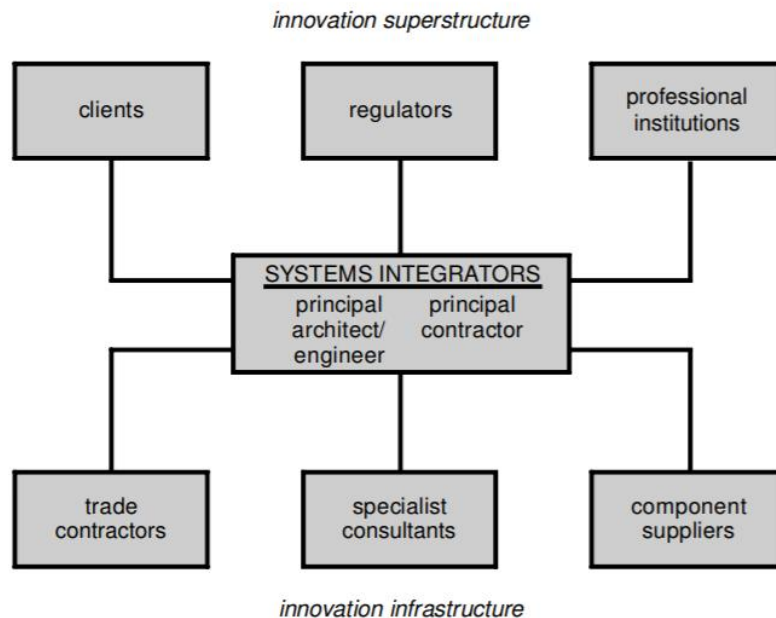 innovation superstructure
clients
regulators
professional
institutions
SYSTEMS INTEGRATORS
principal
architect/
engineer
principal
contractor
trade
contractors
specialist
consultants
component
suppliers
innovation infrastructure